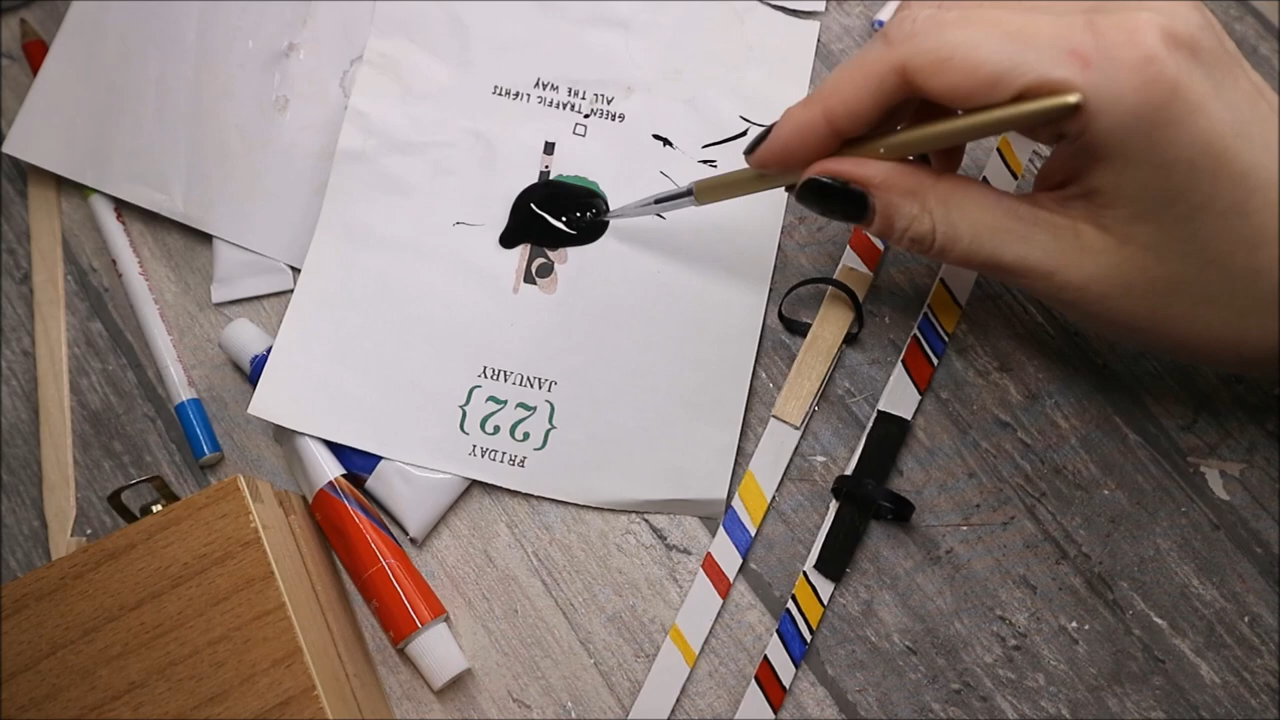 FRIDAY
{22}
JANUARY
GREEN TRAFFIC LIGHTS
ALL THE WAY